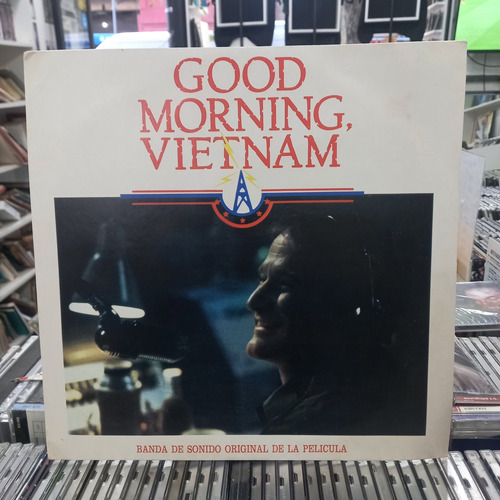 GOOD
MORNING,
VIETNAM
BANDA DE SONIDO ORIGINAL DE LA PELICULA